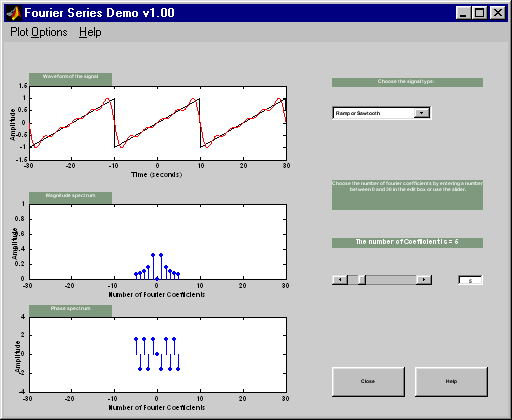 Fourier Series Demo v1.00
Plot Options Help
Waveform of the signal
Amplitude
1.5
1
0.5
0
-0.5
-1
-1.5
-30 -20 -10 0 10 20 30
Time (seconds)
Magnitude spectrum
Amplitude
1
0.8
0.6
0.4
0.2
0
-30 -20 -10 0 10 20 30
Number of Fourier Coefficients
Phase spectrum
Amplitude
4
2
0
-2
-4
-30 -20 -10 0 10 20 30
Number of Fourier Coefficients
Choose the signal type:
Ramp or Sawtooth
Choose the number of fourier coefficients by entering a number
between 0 and 30 in the edit box or use the slider.
The number of Coefficients = 5
5
Close Help